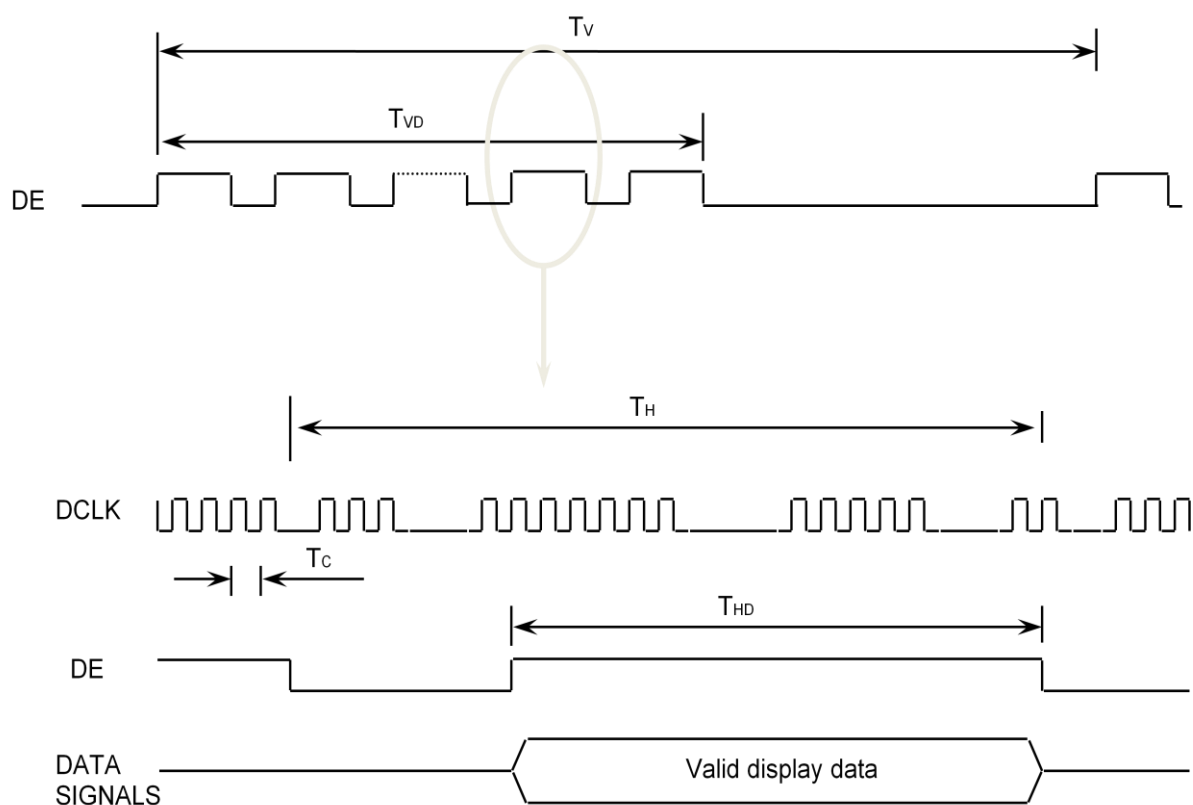 TV
TVD
DE
TH
DCLK
TC
THD
DE
DATA
SIGNALS
Valid display data